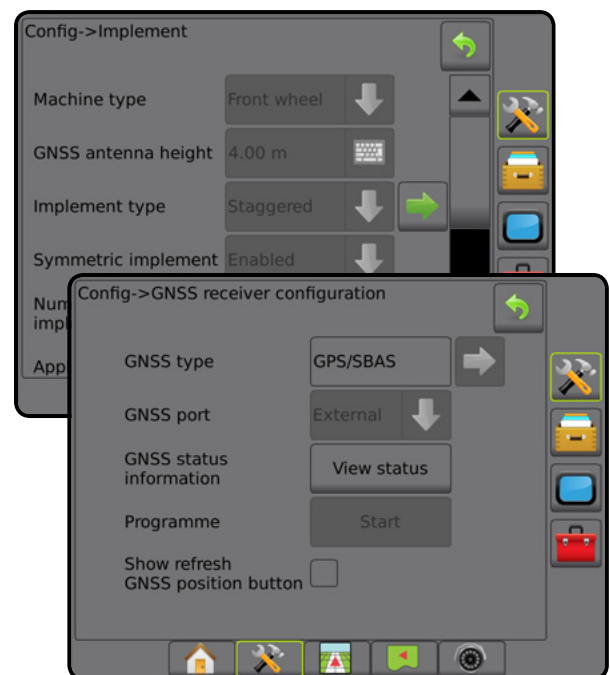 Config->Implement
Machine type Front wheel
GNSS antenna height 4.00 m
Implement type Staggered
Symmetric implement Enabled
Num
impl
App
Config->GNSS receiver configuration
GNSS type GPS/SBAS
GNSS port External
GNSS status
information View status
Programme Start
Show refresh
GNSS position button